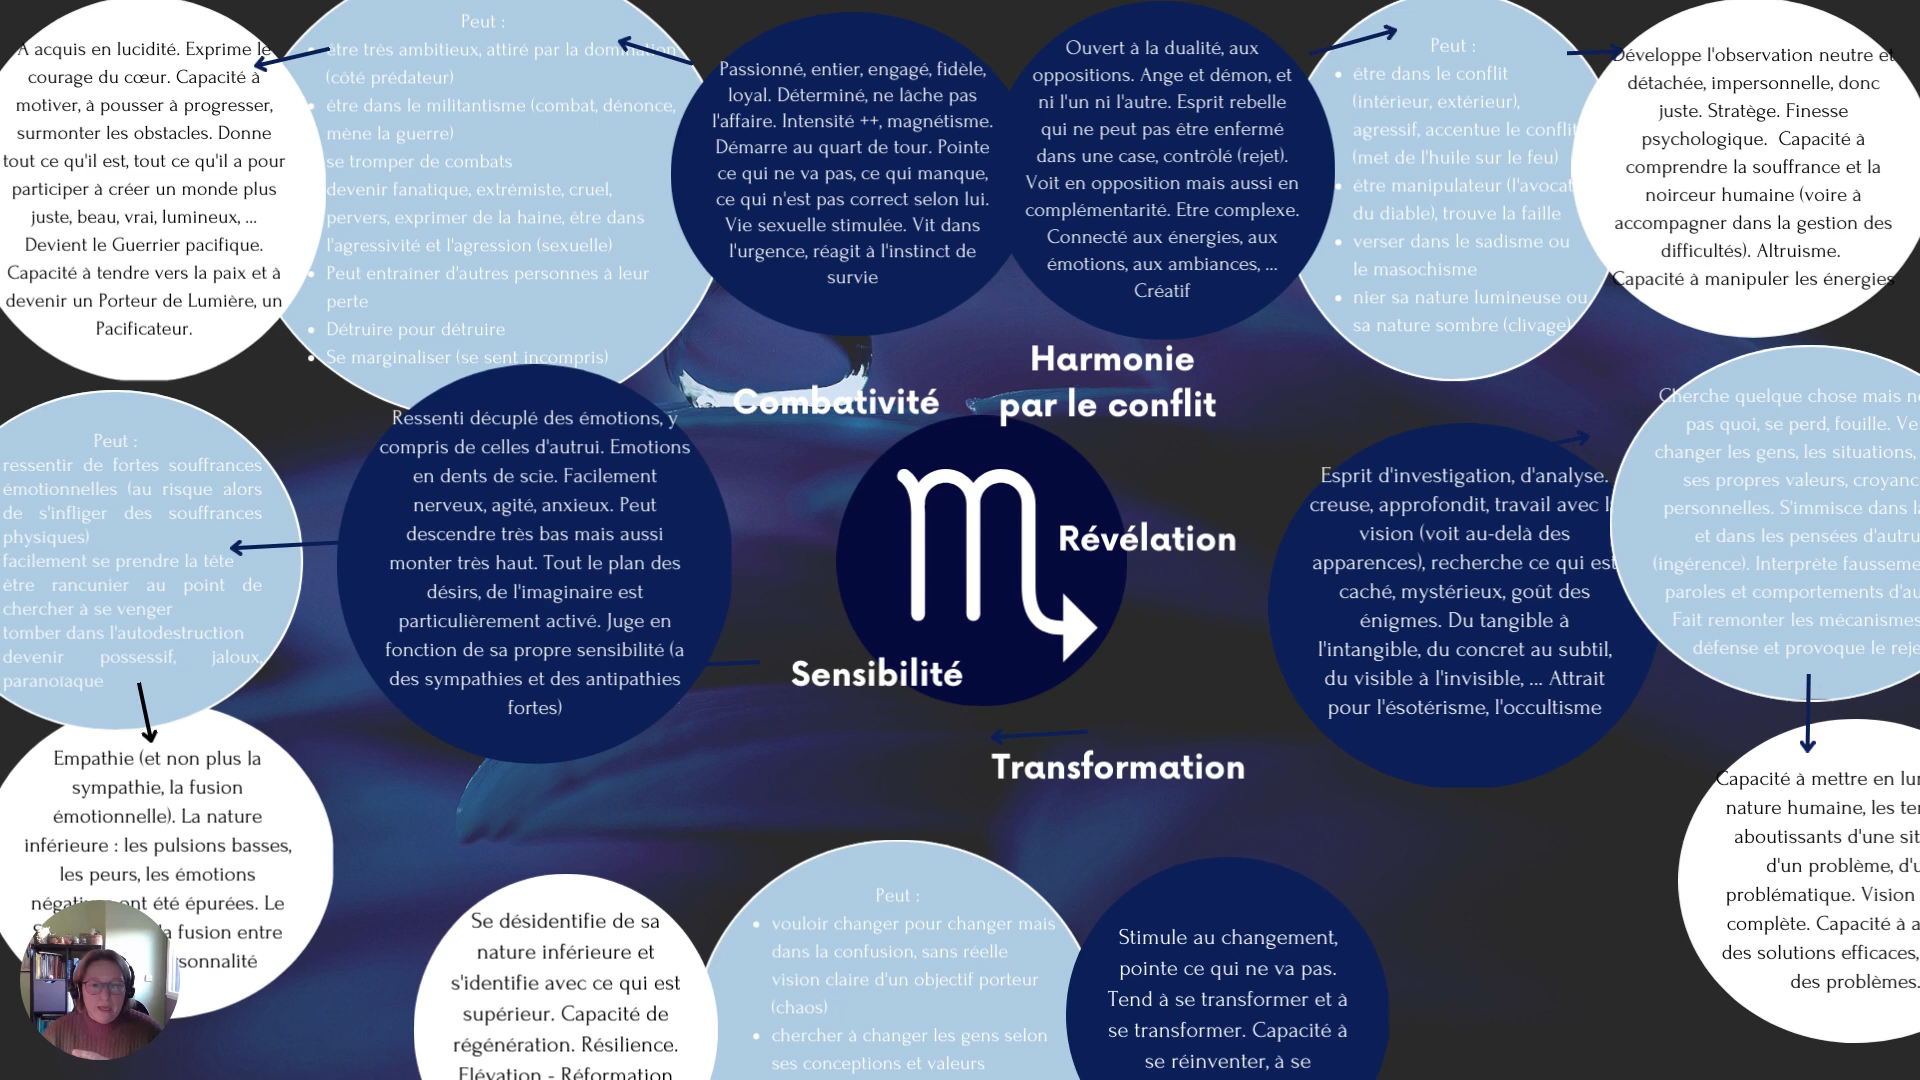 A acquis en lucidité. Exprime le
courage du cœur. Capacité à
motiver, à pousser à progresser,
surmonter les obstacles. Donne
tout ce qu'il est, tout ce qu'il a pour
participer à créer un monde plus
juste, beau, vrai, lumineux, ...
Devient le Guerrier pacifique.
Capacité à tendre vers la paix et à
devenir un Porteur de Lumière, un
Pacificateur.
Peut :
être très ambitieux, attiré par la domination
(côté prédateur)
être dans le militantisme (combat, dénonce,
mène la guerre)
se tromper de combats
devenir fanatique, extrémiste, cruel,
pervers, exprimer de la haine, être dans
l'agressivité et l'agression (sexuelle)
Peut entrainer d'autres personnes à leur
perte
Détruire pour détruire
Se marginaliser (se sent incompris)
Passionné, entier, engagé, fidèle,
loyal. Déterminé, ne lâche pas
l'affaire. Intensité ++, magnétisme.
Démarre au quart de tour. Pointe
ce qui ne va pas, ce qui manque,
ce qui n'est pas correct selon lui.
Vie sexuelle stimulée. Vit dans
l'urgence, réagit à l'instinct de
survie
Ouvert à la dualité, aux
oppositions. Ange et démon, et
ni l'un ni l'autre. Esprit rebelle
qui ne peut pas être enfermé
dans une case, contrôlé (rejet).
Voit en opposition mais aussi en
complémentarité. Etre complexe.
Connecté aux énergies, aux
émotions, aux ambiances, ...
Créatif
Peut :
être dans le conflit
(intérieur, extérieur),
agressif, accentue le conflit
(met de l'huile sur le feu)
être manipulateur (l'avocat
du diable), trouve la faille
verser dans le sadisme ou
le masochisme
nier sa nature lumineuse ou
sa nature sombre (clivage)
Développe l'observation neutre et
détachée, impersonnelle, donc
juste. Stratège. Finesse
psychologique. Capacité à
comprendre la souffrance et la
noirceur humaine (voire à
accompagner dans la gestion des
difficultés). Altruisme.
Capacité à manipuler les énergies
Combativité
Harmonie
par le conflit
Révélation
Sensibilité
Transformation
Peut :
ressentir de fortes souffrances
émotionnelles (au risque alors
de s'infliger des souffrances
physiques)
facilement se prendre la tête
être rancunier au point de
chercher à se venger
tomber dans l'autodestruction
devenir possessif, jaloux,
paranoïaque
Ressenti décuplé des émotions, y
compris de celles d'autrui. Emotions
en dents de scie. Facilement
nerveux, agité, anxieux. Peut
descendre très bas mais aussi
monter très haut. Tout le plan des
désirs, de l'imaginaire est
particulièrement activé. Juge en
fonction de sa propre sensibilité (a
des sympathies et des antipathies
fortes)
Esprit d'investigation, d'analyse.
creuse, approfondit, travail avec
vision (voit au-delà des
apparences), recherche ce qui est
caché, mystérieux, goût des
énigmes. Du tangible à
l'intangible, du concret au subtil,
du visible à l'invisible, ... Attrait
pour l'ésotérisme, l'occultisme
Cherche quelque chose mais
pas quoi, se perd, fouille.
changer les gens, les situations,
ses propres valeurs,
personnelles. S'immisce dans
et dans les pensées
(ingérence). Interprète
paroles et comportements
Fait remonter les mécanismes
défense et provoque le
Empathie (et non plus la
sympathie, la fusion
émotionnelle). La nature
inférieure : les pulsions basses,
les peurs, les émotions
ont été épurées. Le
la fusion entre
Se désidentifie de sa
nature inférieure et
s'identifie avec ce qui est
supérieur. Capacité de
régénération. Résilience.
Elévation - Réformation
Peut :
vouloir changer pour changer mais
dans la confusion, sans réelle
vision claire d'un objectif porteur
(chaos)
chercher à changer les gens selon
ses conceptions et valeurs
Stimule au changement,
pointe ce qui ne va pas.
Tend à se transformer et à
se transformer. Capacité à
se réinventer, à se
Capacité à mettre en
nature humaine, les
aboutissants d'une
d'un problème,
problématique. Vision
complète. Capacité à
des solutions efficaces,
des problèmes.